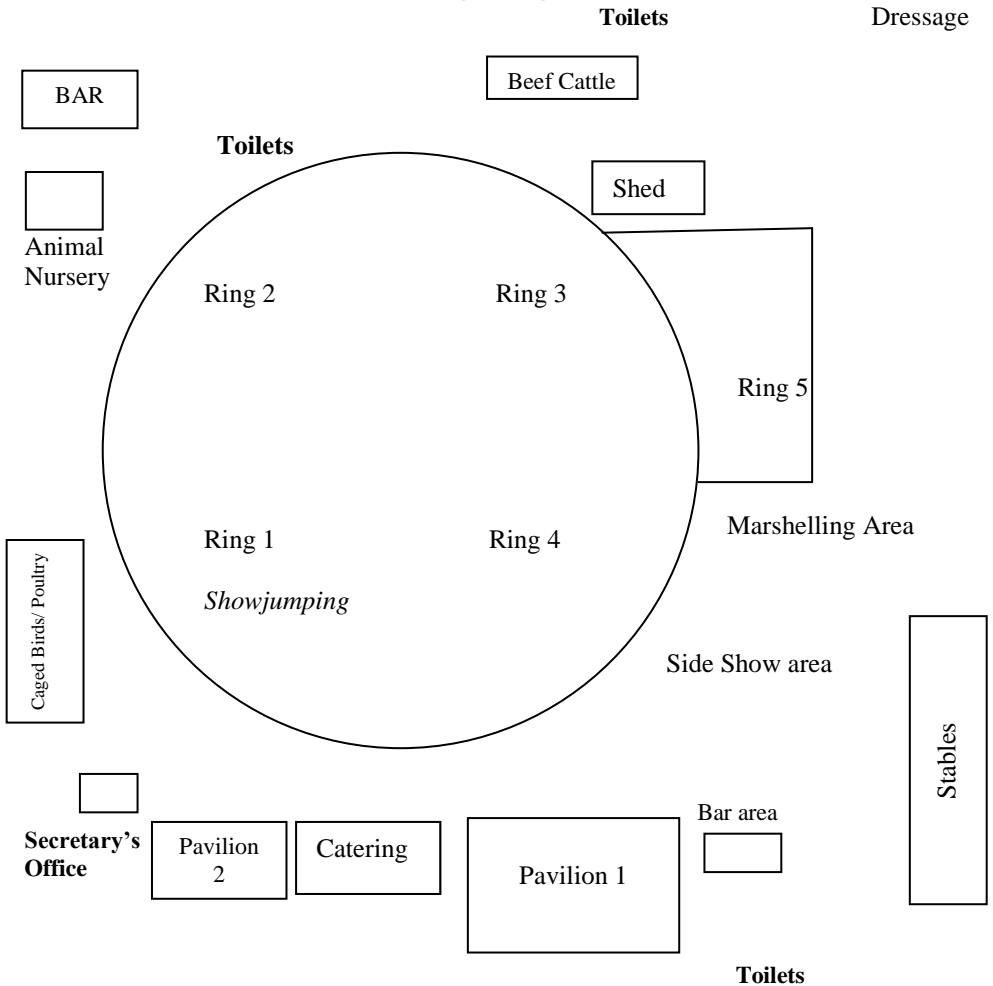 Toilets
Dressage
Beef Cattle
BAR
Toilets
Shed
Animal
Nursery
Ring 2
Ring 3
Ring 5
Marshelling Area
Ring 1
Ring 4
Showjumping
Caged Birds/ Poultry
Side Show area
Stables
Bar area
Secretary's
Office
Pavilion
2
Catering
Pavilion 1
Toilets